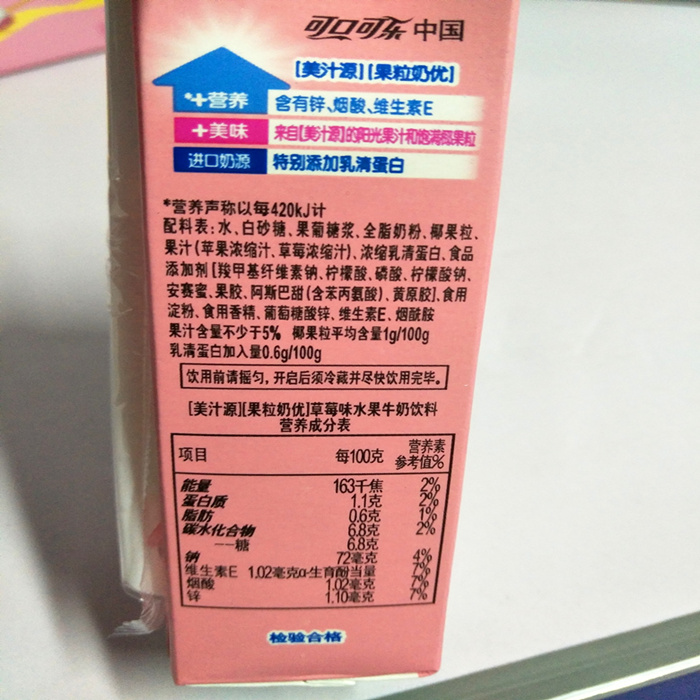 可口可乐 中国
[美汁源][果粒奶优]
*+营养 含有锌、烟酸、维生素E
+美味 来自[美汁源]的阳光果汁和饱满椰果粒
进口奶源 特别添加乳清蛋白
*营养声称以每420kJ计
配料表:水、白砂糖、果葡糖浆、全脂奶粉、椰果粒、
果汁(苹果浓缩汁、草莓浓缩汁)、浓缩乳清蛋白、食品
添加剂[羧甲基纤维素钠、柠檬酸、磷酸、柠檬酸钠、
安赛蜜、果胶、阿斯巴甜(含苯丙氨酸)、黄原胶]、食用
淀粉、食用香精、葡萄糖酸锌、维生素E、烟酰胺
果汁含量不少于5% 椰果粒平均含量1g/100g
乳清蛋白加入量0.6g/100g
饮用前请摇匀,开启后须冷藏并尽快饮用完毕。
[美汁源][果粒奶优]草莓味水果牛奶饮料
营养成分表
项目 每100克 营养素
参考值%
能量 163千焦 2%
蛋白质 1.1克 2%
脂肪 0.6克 1%
碳水化合物 6.8克 2%
——糖 6.8克
钠 72毫克 4%
维生素E 1.02毫克α-生育酚当量 7%
烟酸 1.02毫克 7%
锌 1.10毫克 7%
检验合格